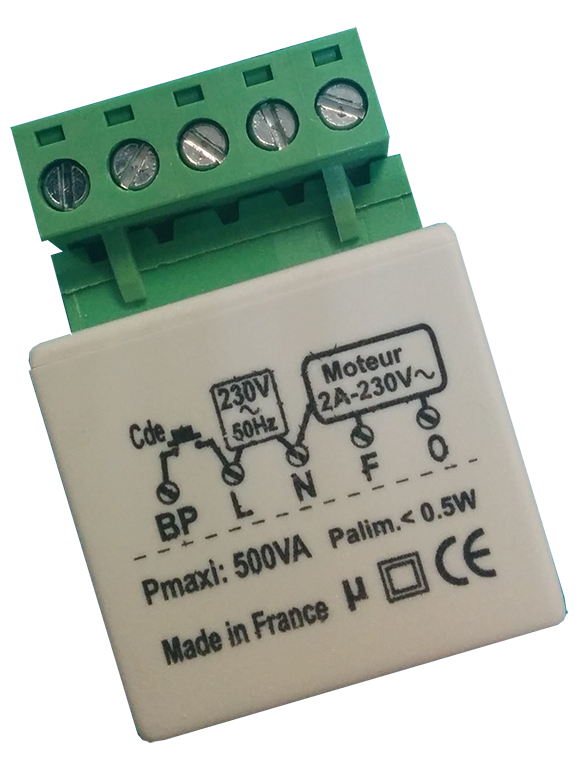 Moteur
2A-230V~
230V
~
50Hz
Cde
BP L N F O
Pmaxi: 500VA Palim.< 0.5W
Made in France µ CE